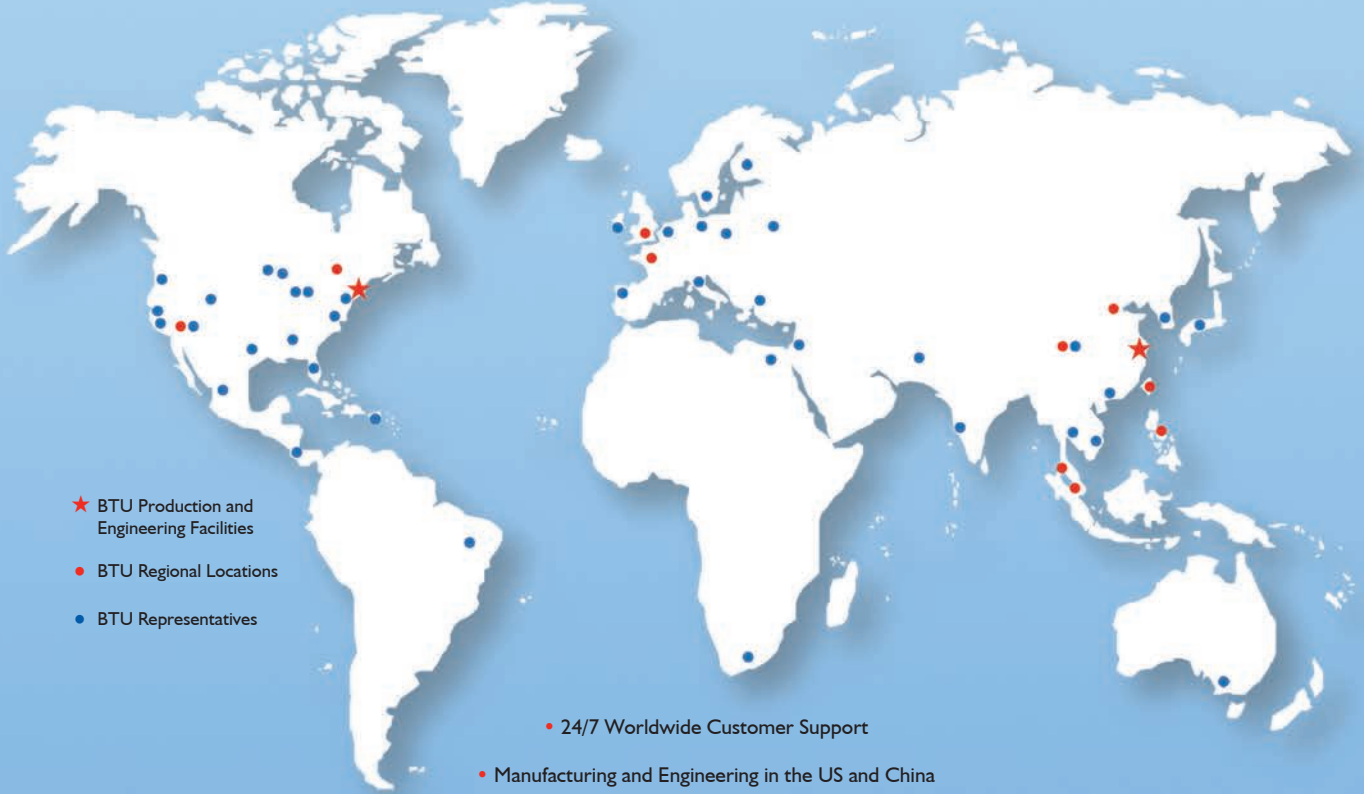 ★ BTU Production and
Engineering Facilities
• BTU Regional Locations
• BTU Representatives
• 24/7 Worldwide Customer Support
• Manufacturing and Engineering in the US and China